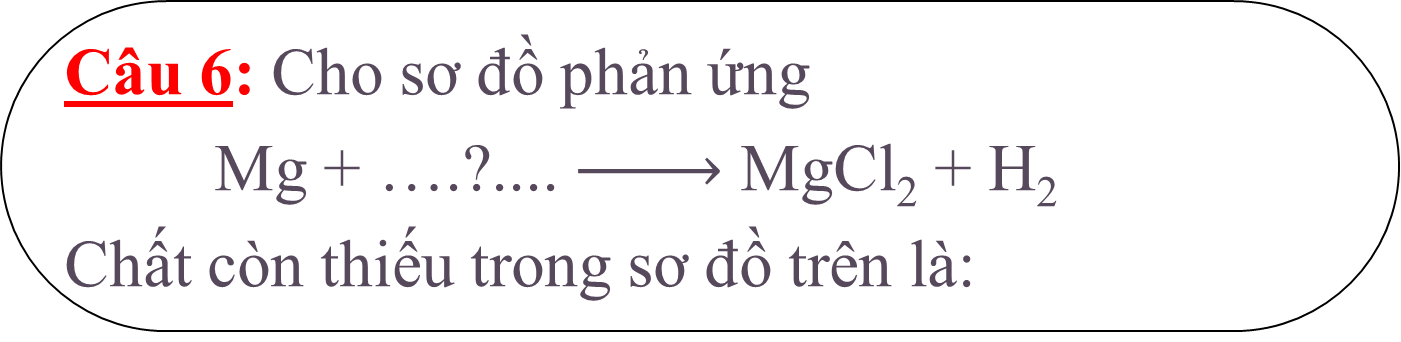 Câu 6: Cho sơ đồ phản ứng
Mg + ….?.... ⟶ MgCl₂ + H₂
Chất còn thiếu trong sơ đồ trên là: